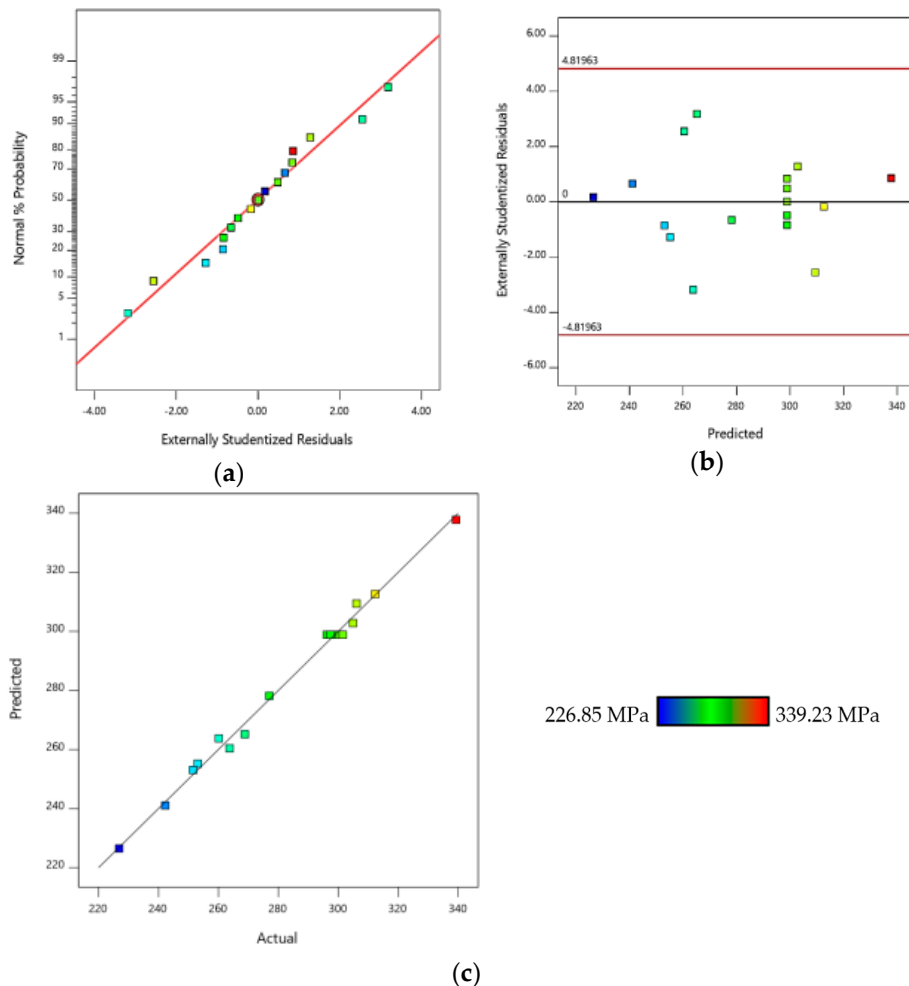 99
95
90
80
70
50
30
20
10
5
1
Normal % Probability
-4.00 -2.00 0.00 2.00 4.00
Externally Studentized Residuals
(a)
6.00
4.81963
4.00
2.00
0
0.00
-2.00
-4.00
-4.81963
-6.00
Externally Studentized Residuals
220 240 260 280 300 320 340
Predicted
(b)
340
320
300
280
260
240
220
Predicted
220 240 260 280 300 320 340
Actual
(c)
226.85 MPa 339.23 MPa